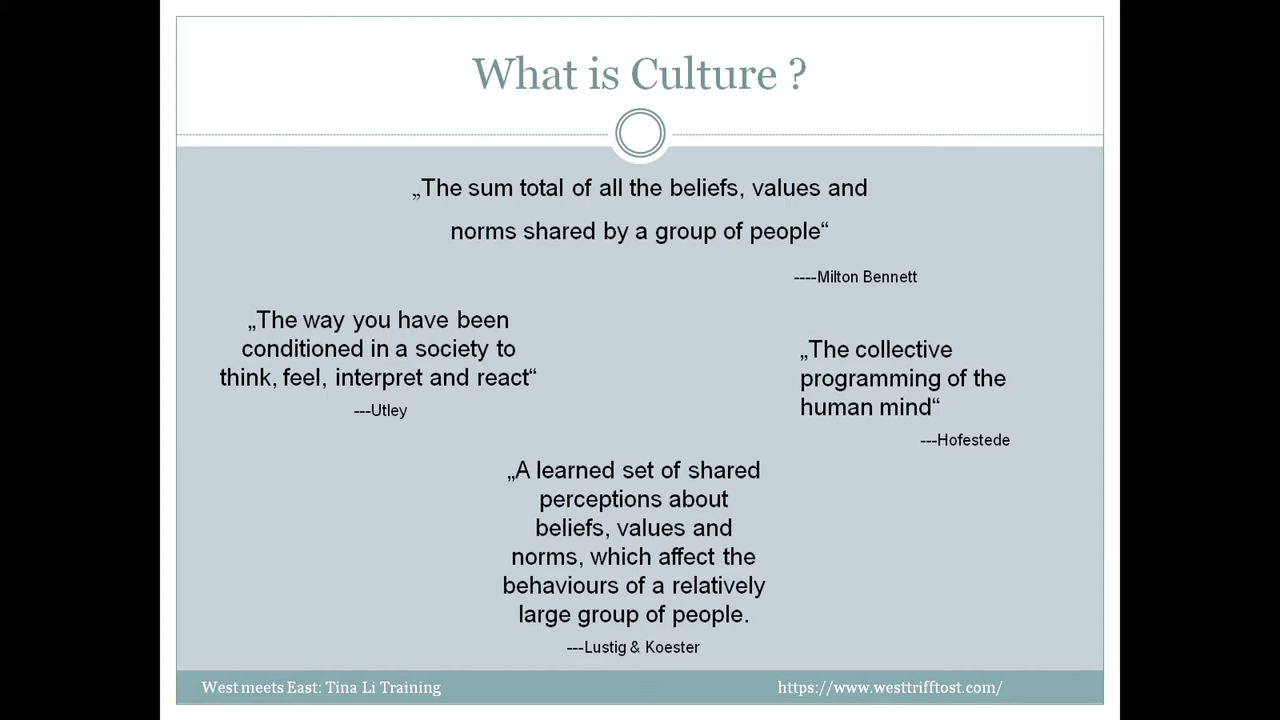 What is Culture ?
„The sum total of all the beliefs, values and
norms shared by a group of people“
----Milton Bennett
„The way you have been
conditioned in a society to
think, feel, interpret and react“
---Utley
„The collective
programming of the
human mind“
---Hofestede
„A learned set of shared
perceptions about
beliefs, values and
norms, which affect the
behaviours of a relatively
large group of people.
---Lustig & Koester
West meets East: Tina Li Training
https://www.westtrifftost.com/